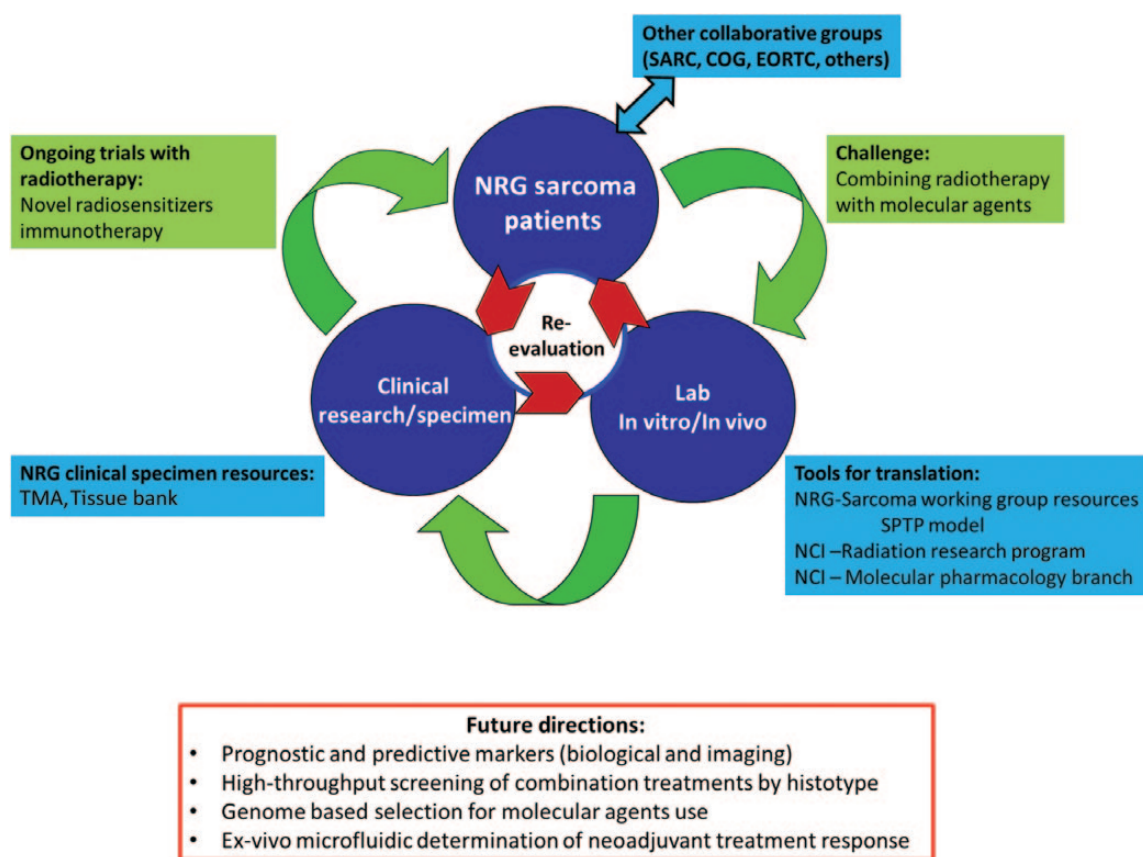 Other collaborative groups
(SARC, COG, EORTC, others)
Ongoing trials with
radiotherapy:
Novel radiosensitizers
immunotherapy
NRG sarcoma
patients
Challenge:
Combining radiotherapy
with molecular agents
Re-
evaluation
Clinical
research/specimen
Lab
In vitro/In vivo
NRG clinical specimen resources:
TMA, Tissue bank
Tools for translation:
NRG-Sarcoma working group resources
SPTP model
NCI –Radiation research program
NCI – Molecular pharmacology branch
Future directions:
• Prognostic and predictive markers (biological and imaging)
• High-throughput screening of combination treatments by histotype
• Genome based selection for molecular agents use
• Ex-vivo microfluidic determination of neoadjuvant treatment response